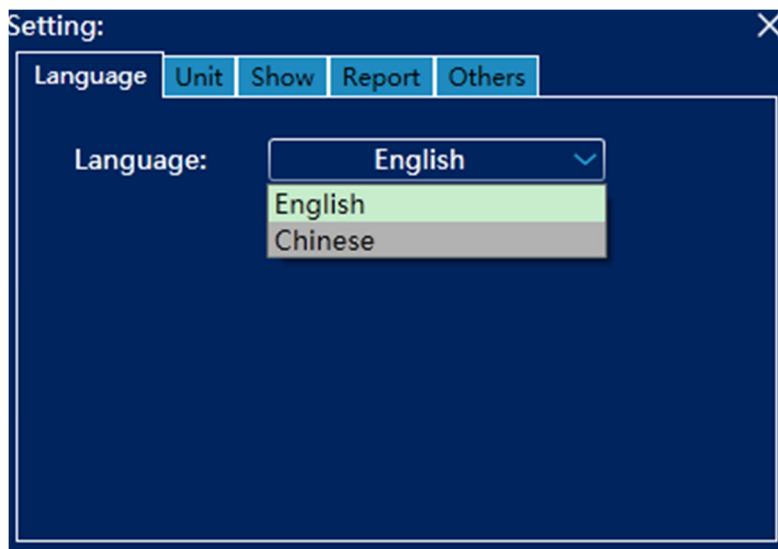 Setting:
Language Unit Show Report Others
Language: English
English
Chinese